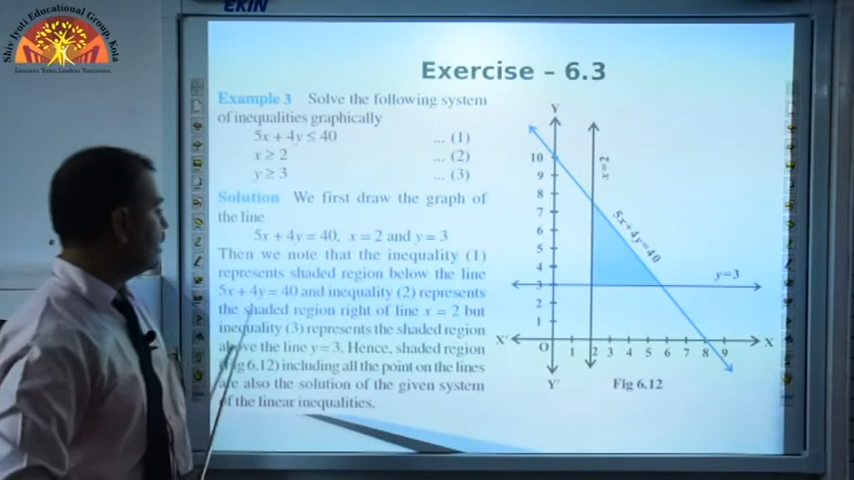 Shiv Jyoti Educational Group, Kota
Learners Today, Leaders Tomorrow
EKIN
Exercise – 6.3
Example 3 Solve the following system
of inequalities graphically
5x + 4y ≤ 40 ... (1)
x ≥ 2 ... (2)
y ≥ 3 ... (3)
Solution We first draw the graph of
the line
5x + 4y = 40, x = 2 and y = 3
Then we note that the inequality (1)
represents shaded region below the line
5x + 4y = 40 and inequality (2) represents
the shaded region right of line x = 2 but
inequality (3) represents the shaded region
above the line y = 3. Hence, shaded region
(Fig 6.12) including all the point on the lines
are also the solution of the given system
of the linear inequalities.
Y
10
9
8
7
6
5
4
3
2
1
x=2
5x+4y=40
y=3
X' O 1 2 3 4 5 6 7 8 9 X
Y'
Fig 6.12